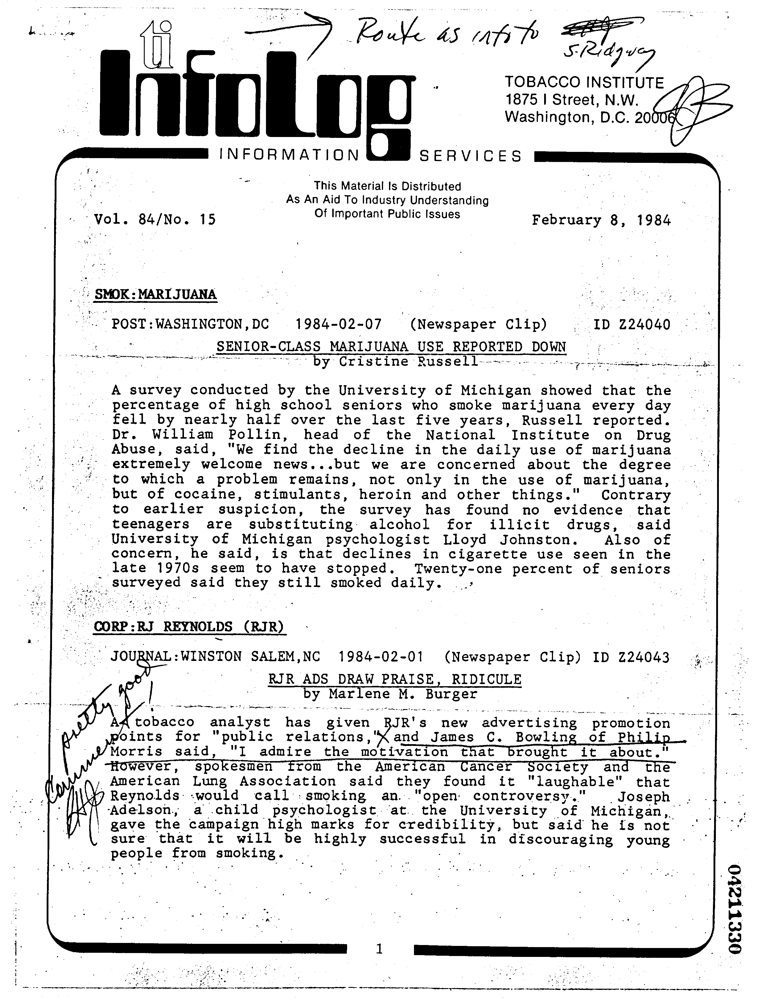 → Route as info to
S. Ridgway
ti
InfoLog
TOBACCO INSTITUTE
1875 I Street, N.W.
Washington, D.C. 20006
INFORMATION SERVICES
This Material Is Distributed
As An Aid To Industry Understanding
Of Important Public Issues
Vol. 84/No. 15 February 8, 1984
SMOK:MARIJUANA
POST:WASHINGTON,DC 1984-02-07 (Newspaper Clip) ID Z24040
SENIOR-CLASS MARIJUANA USE REPORTED DOWN
by Cristine Russell
A survey conducted by the University of Michigan showed that the
percentage of high school seniors who smoke marijuana every day
fell by nearly half over the last five years, Russell reported.
Dr. William Pollin, head of the National Institute on Drug
Abuse, said, "We find the decline in the daily use of marijuana
extremely welcome news...but we are concerned about the degree
to which a problem remains, not only in the use of marijuana,
but of cocaine, stimulants, heroin and other things." Contrary
to earlier suspicion, the survey has found no evidence that
teenagers are substituting alcohol for illicit drugs, said
University of Michigan psychologist Lloyd Johnston. Also of
concern, he said, is that declines in cigarette use seen in the
late 1970s seem to have stopped. Twenty-one percent of seniors
surveyed said they still smoked daily.
CORP:RJ REYNOLDS (RJR)
JOURNAL:WINSTON SALEM,NC 1984-02-01 (Newspaper Clip) ID Z24043
RJR ADS DRAW PRAISE, RIDICULE
by Marlene M. Burger
pretty good
comment!
A tobacco analyst has given RJR's new advertising promotion
points for "public relations," and James C. Bowling of Philip
Morris said, "I admire the motivation that brought it about."
However, spokesmen from the American Cancer Society and the
American Lung Association said they found it "laughable" that
Reynolds would call smoking an "open controversy." Joseph
Adelson, a child psychologist at the University of Michigan,
gave the campaign high marks for credibility, but said he is not
sure that it will be highly successful in discouraging young
people from smoking.
1
04211330